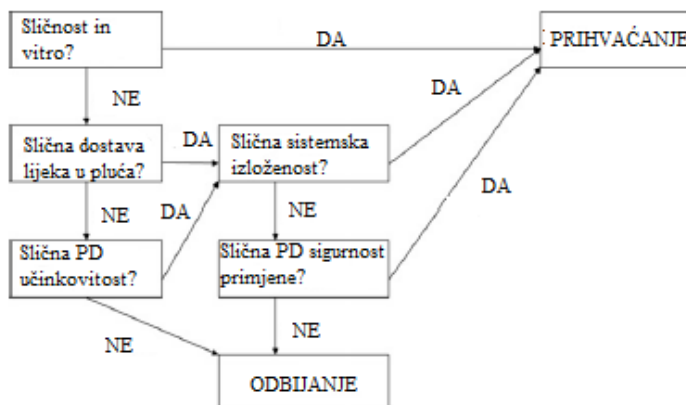 Sličnost in
vitro?
DA
PRIHVAĆANJE
NE
DA
Slična dostava
lijeka u pluća?
DA
Slična sistemska
izloženost?
NE
DA
NE
DA
Slična PD
učinkovitost?
Slična PD sigurnost
primjene?
NE
NE
ODBIJANJE